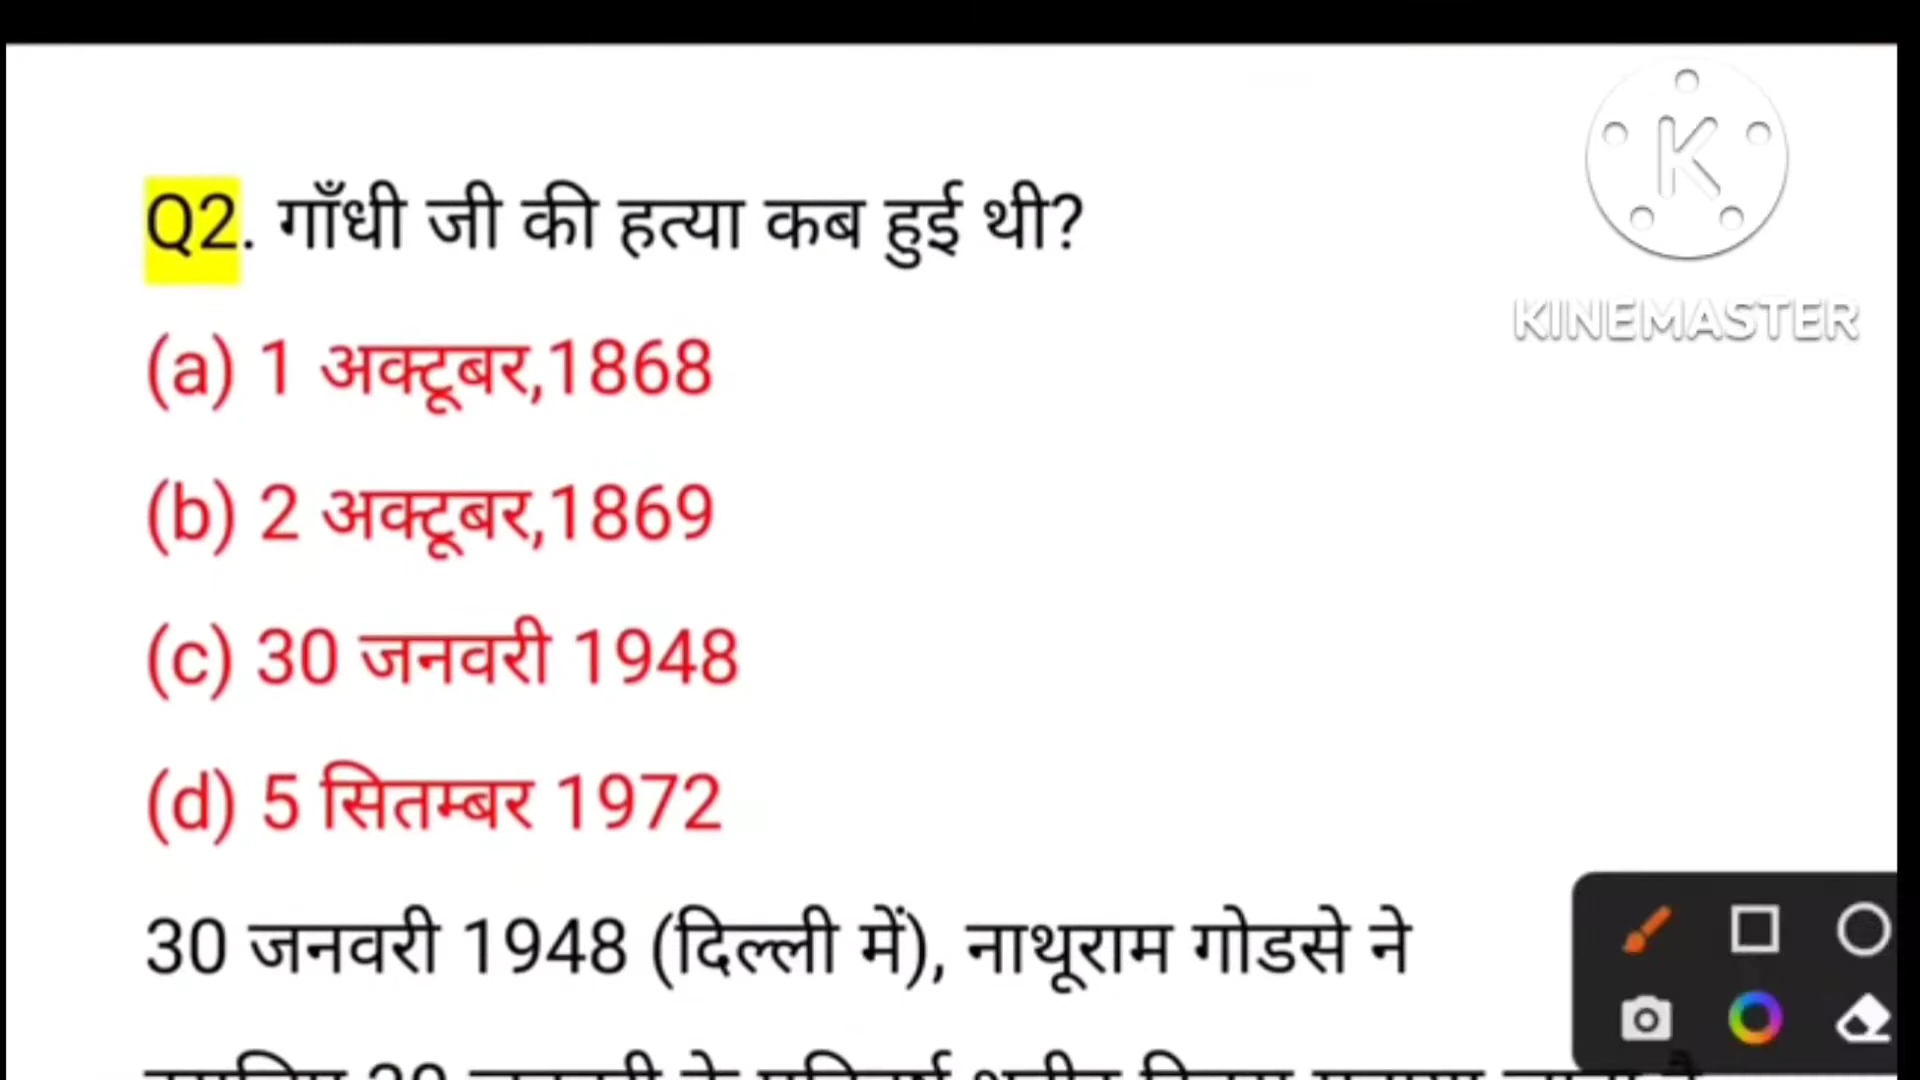 Q2. गाँधी जी की हत्या कब हुई थी?
KINEMASTER
(a) 1 अक्टूबर,1868
(b) 2 अक्टूबर,1869
(c) 30 जनवरी 1948
(d) 5 सितम्बर 1972
30 जनवरी 1948 (दिल्ली में), नाथूराम गोडसे ने